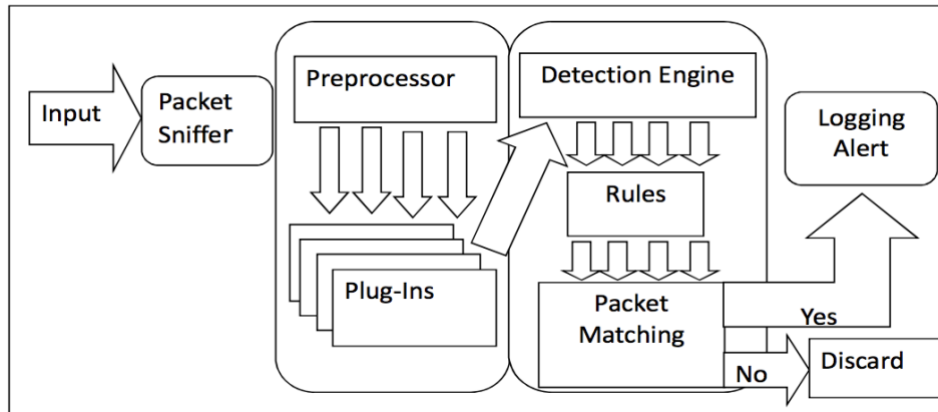 Input
Packet
Sniffer
Preprocessor
Plug-Ins
Detection Engine
Rules
Packet
Matching
Yes
No
Logging
Alert
Discard